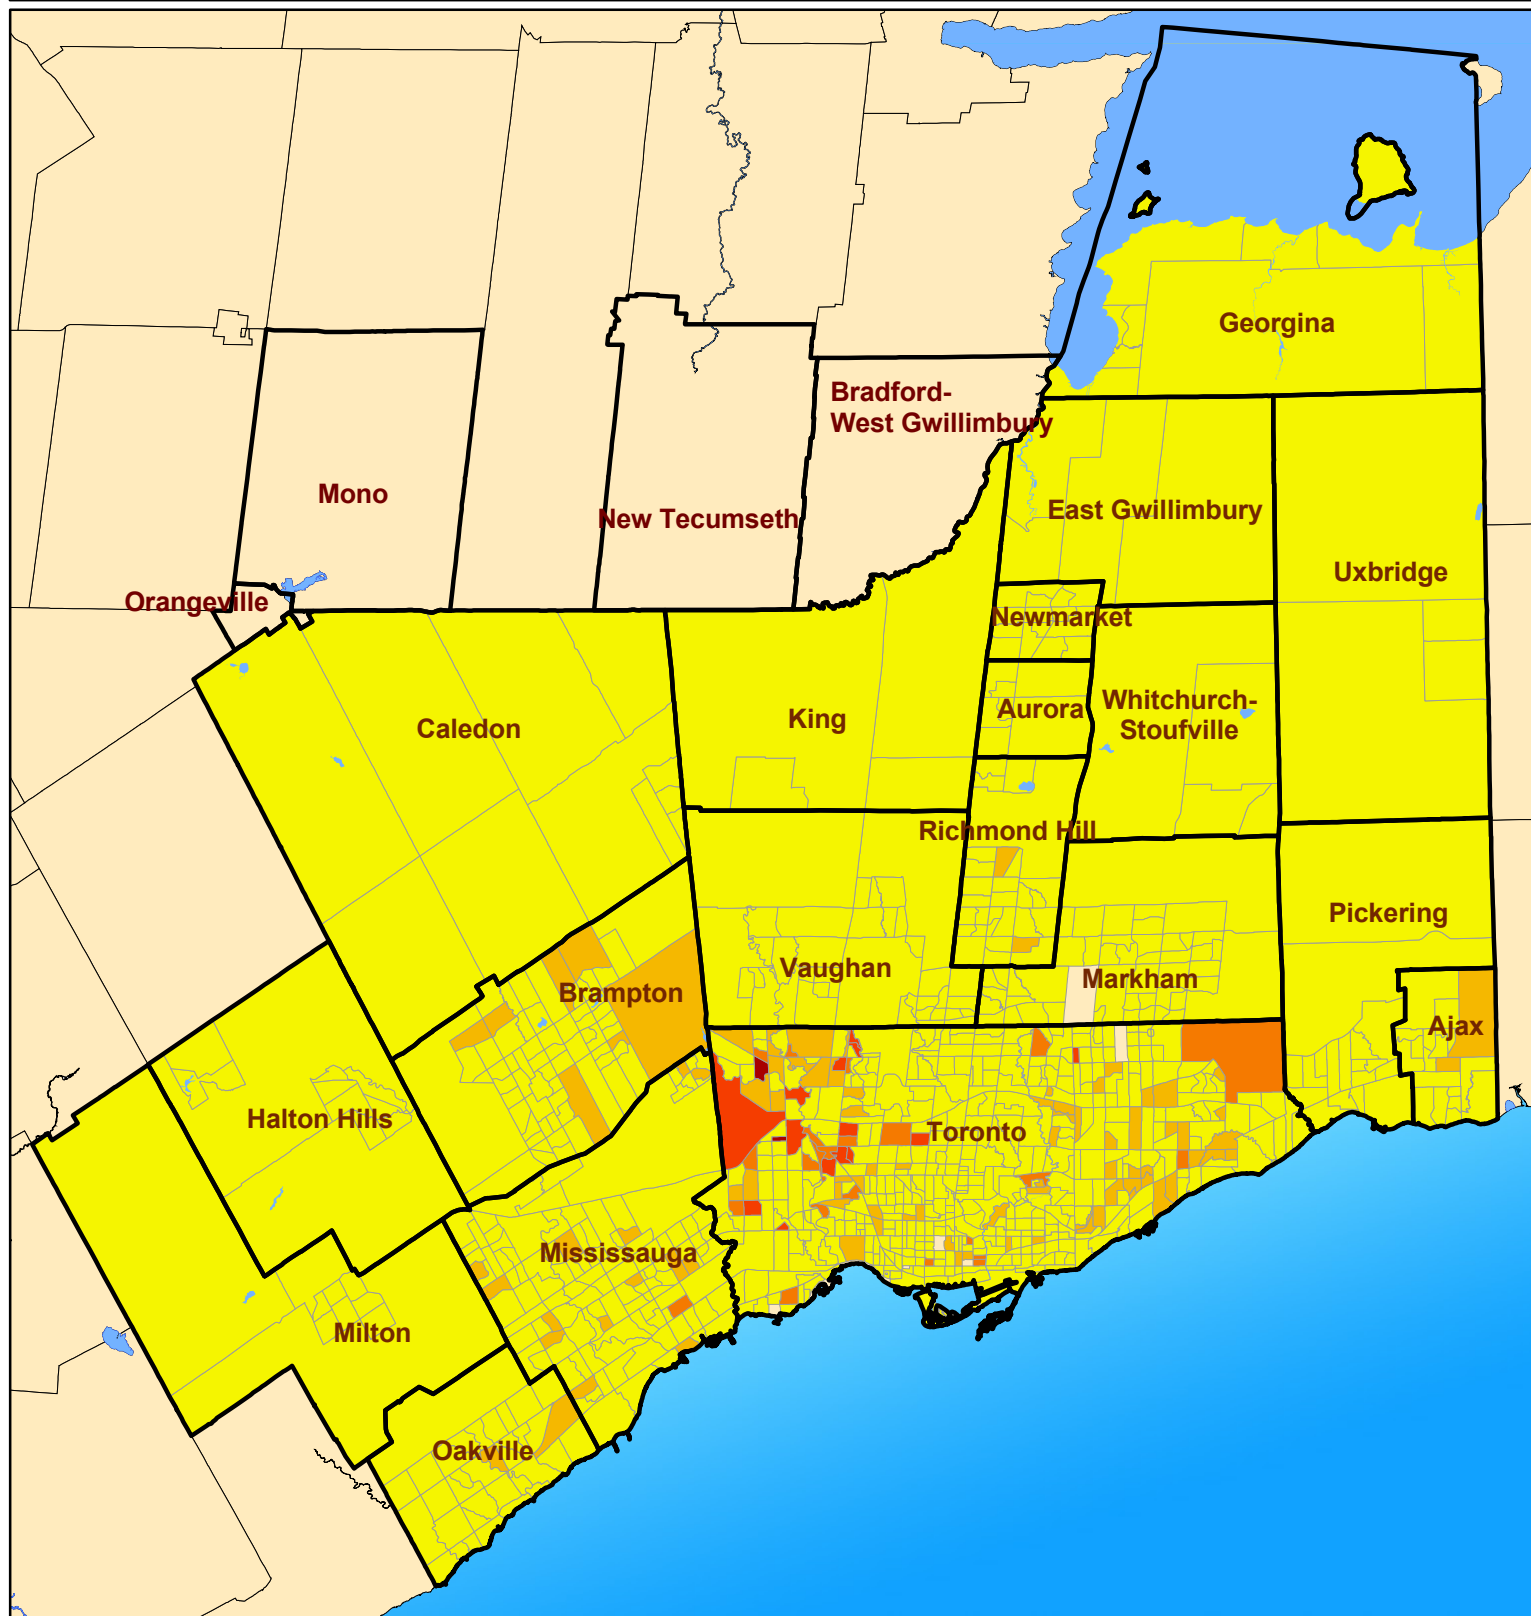 Georgina
Bradford-
West Gwillimbury
Mono
New Tecumseth
East Gwillimbury
Uxbridge
Orangeville
Newmarket
Caledon
King
Aurora
Whitchurch-
Stoufville
Richmond Hill
Pickering
Vaughan
Markham
Brampton
Ajax
Halton Hills
Toronto
Mississauga
Milton
Oakville